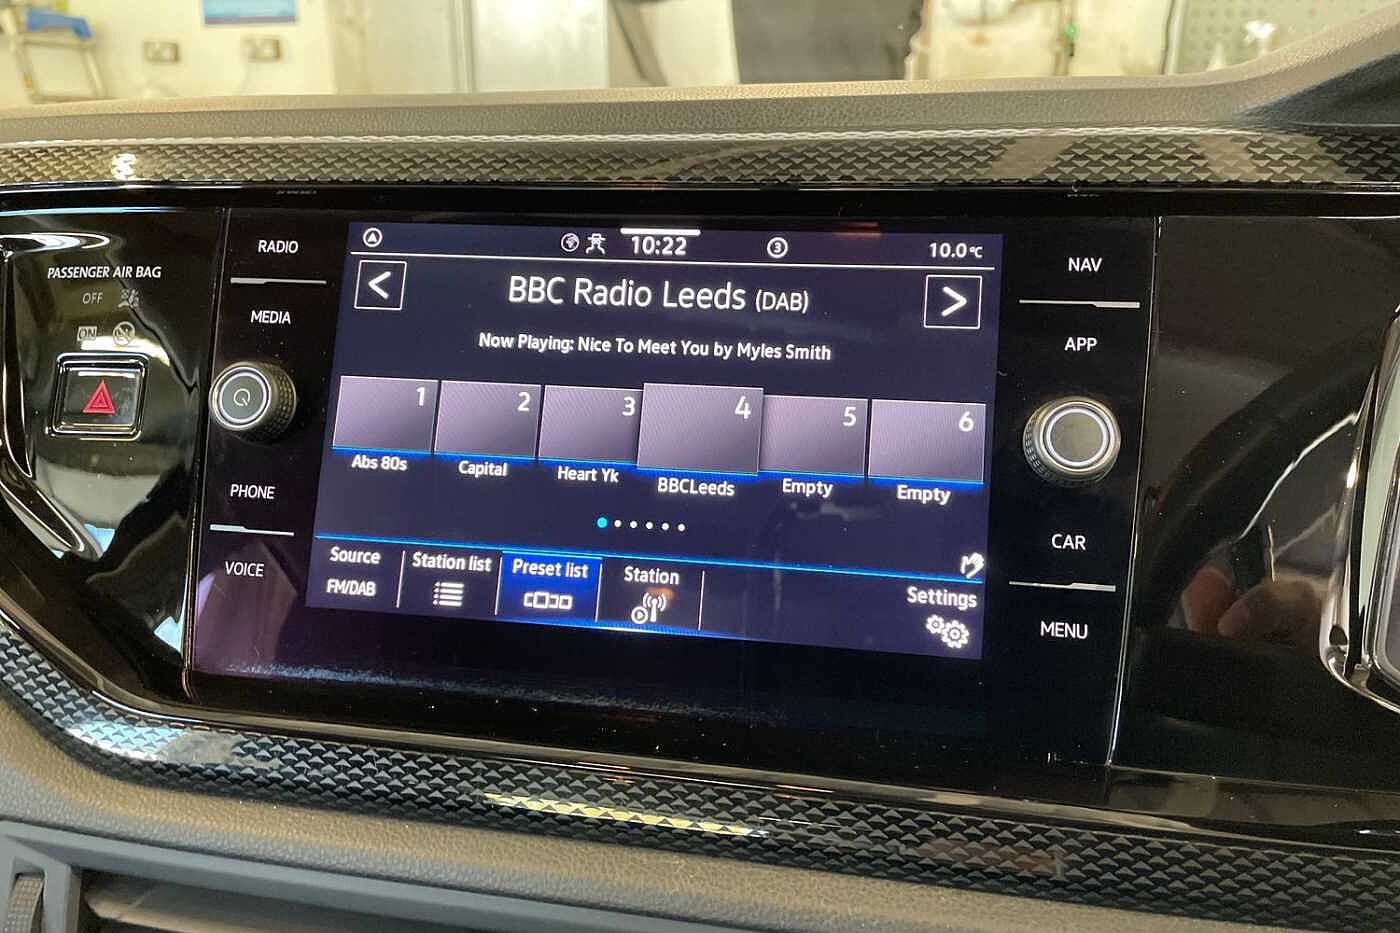 PASSENGER AIR BAG
OFF
ON
RADIO
MEDIA
PHONE
VOICE
10:22
3
10.0°C
<
BBC Radio Leeds (DAB)
>
Now Playing: Nice To Meet You by Myles Smith
1 2 3 4 5 6
Abs 80s Capital Heart Yk BBCLeeds Empty Empty
Source Station list Preset list Station Settings
FM/DAB
NAV
APP
CAR
MENU